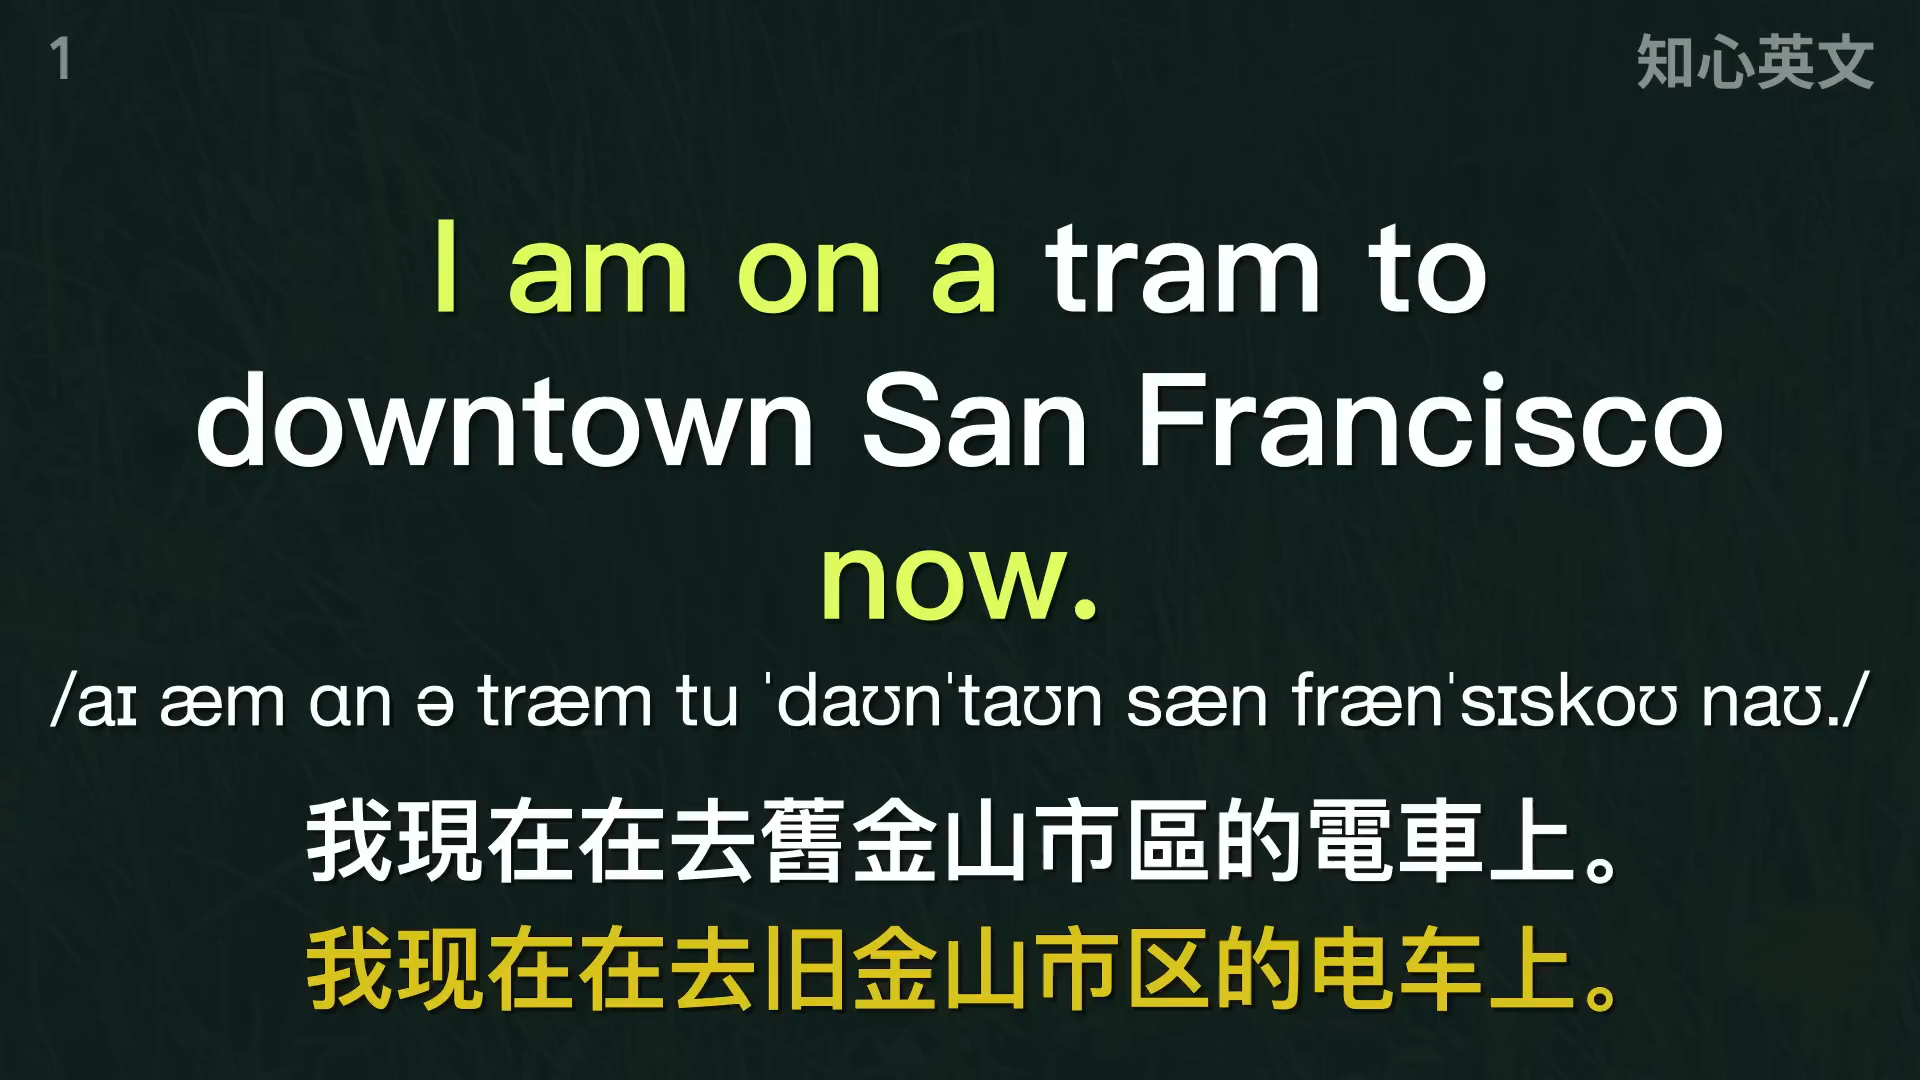 1
知心英文
I am on a tram to
downtown San Francisco
now.
/aɪ æm ɑn ə træm tu ˈdaʊnˈtaʊn sæn frænˈsɪskoʊ naʊ./
我現在在去舊金山市區的電車上。
我现在在去旧金山市区的电车上。